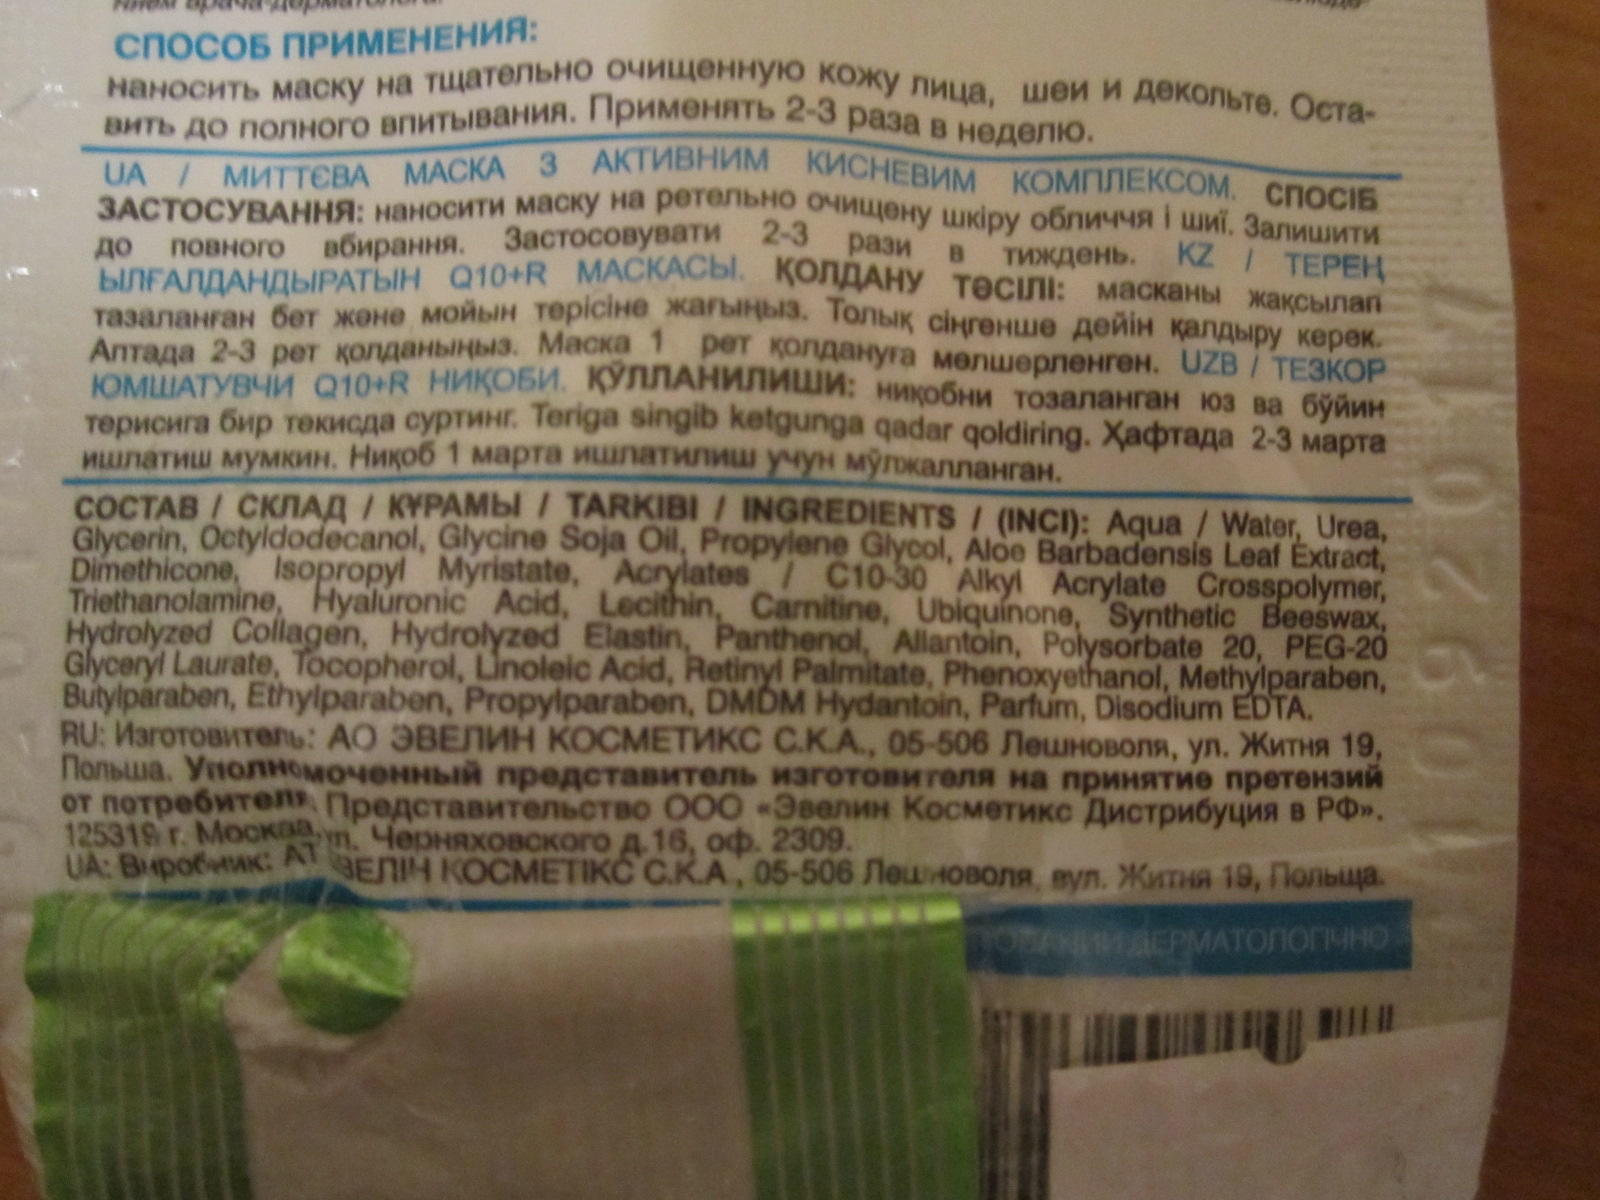 нием врача-дерматолога.
СПОСОБ ПРИМЕНЕНИЯ:
наносить маску на тщательно очищенную кожу лица, шеи и декольте. Оста-
вить до полного впитывания. Применять 2-3 раза в неделю.
UA / МИТТЄВА МАСКА З АКТИВНИМ КИСНЕВИМ КОМПЛЕКСОМ. СПОСІБ
ЗАСТОСУВАННЯ: наносити маску на ретельно очищену шкіру обличчя і шиї. Залишити
до повного вбирання. Застосовувати 2-3 рази в тиждень. KZ / ТЕРЕҢ
ЫЛҒАЛДАНДЫРАТЫН Q10+R МАСКАСЫ. ҚОЛДАНУ ТӘСІЛІ: масканы жақсылап
тазаланған бет және мойын терісіне жағыңыз. Толық сіңгенше дейін қалдыру керек.
Аптада 2-3 рет қолданыңыз. Маска 1 рет қолдануға мөлшерленген. UZB / ТЕЗКОР
ЮМШАТУВЧИ Q10+R НИҚОБИ. ҚЎЛЛАНИЛИШИ: ниқобни тозаланган юз ва бўйин
терисига бир текисда суртинг. Teriga singib ketgunga qadar qoldiring. Ҳафтада 2-3 марта
ишлатиш мумкин. Ниқоб 1 марта ишлатилиш учун мўлжалланган.
СОСТАВ / СКЛАД / ҚҰРАМЫ / TARKIBI / INGREDIENTS / (INCI): Aqua / Water, Urea,
Glycerin, Octyldodecanol, Glycine Soja Oil, Propylene Glycol, Aloe Barbadensis Leaf Extract,
Dimethicone, Isopropyl Myristate, Acrylates / C10-30 Alkyl Acrylate Crosspolymer,
Triethanolamine, Hyaluronic Acid, Lecithin, Carnitine, Ubiquinone, Synthetic Beeswax,
Hydrolyzed Collagen, Hydrolyzed Elastin, Panthenol, Allantoin, Polysorbate 20, PEG-20
Glyceryl Laurate, Tocopherol, Linoleic Acid, Retinyl Palmitate, Phenoxyethanol, Methylparaben,
Butylparaben, Ethylparaben, Propylparaben, DMDM Hydantoin, Parfum, Disodium EDTA.
RU: Изготовитель: АО ЭВЕЛИН КОСМЕТИКС С.К.А., 05-506 Лешноволя, ул. Житня 19,
Польша. Уполномоченный представитель изготовителя на принятие претензий
от потребителя: Представительство ООО «Эвелин Косметикс Дистрибуция в РФ».
125319 г. Москва, ул. Черняховского д.16, оф. 2309.
UA: Виробник: АТ ЕВЕЛІН КОСМЕТІКС С.К.А., 05-506 Лешноволя, вул. Житня 19, Польща.
ДЕРМАТОЛОГІЧНО
092017